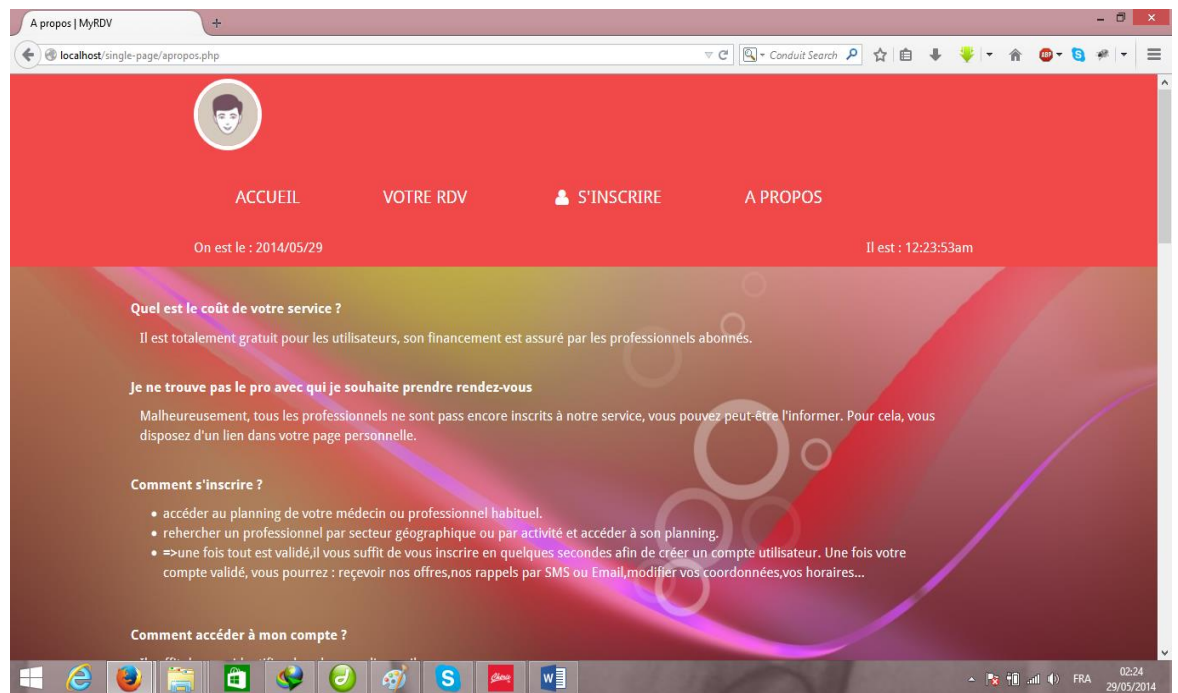 A propos | MyRDV
localhost/single-page/apropos.php
Conduit Search
ABP
S
ACCUEIL
VOTRE RDV
S'INSCRIRE
A PROPOS
On est le : 2014/05/29
Il est : 12:23:53am
Quel est le coût de votre service ?
Il est totalement gratuit pour les utilisateurs, son financement est assuré par les professionnels abonnés.
Je ne trouve pas le pro avec qui je souhaite prendre rendez-vous
Malheureusement, tous les professionnels ne sont pass encore inscrits à notre service, vous pouvez peut-être l'informer. Pour cela, vous
disposez d'un lien dans votre page personnelle.
Comment s'inscrire ?
• accéder au planning de votre médecin ou professionnel habituel.
• rehercher un professionnel par secteur géographique ou par activité et accéder à son planning.
• =>une fois tout est validé,il vous suffit de vous inscrire en quelques secondes afin de créer un compte utilisateur. Une fois votre
compte validé, vous pourrez : reçevoir nos offres,nos rappels par SMS ou Email,modifier vos coordonnées,vos horaires...
Comment accéder à mon compte ?
FRA
02:24
29/05/2014